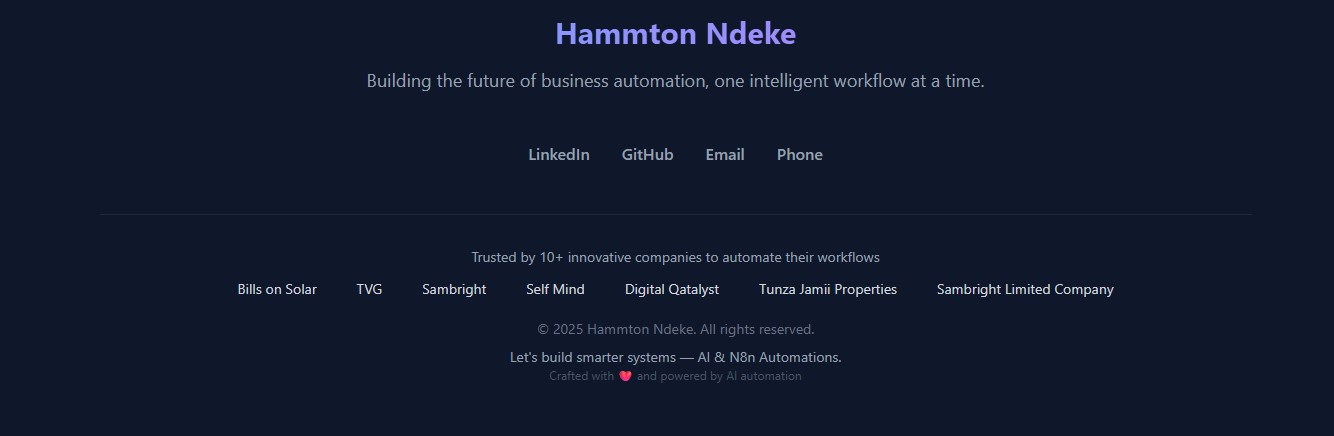 Hammton Ndeke
Building the future of business automation, one intelligent workflow at a time.
LinkedIn GitHub Email Phone
Trusted by 10+ innovative companies to automate their workflows
Bills on Solar TVG Sambright Self Mind Digital Qatalyst Tunza Jamii Properties Sambright Limited Company
© 2025 Hammton Ndeke. All rights reserved.
Let's build smarter systems — AI & N8n Automations.
Crafted with ❤️ and powered by AI automation